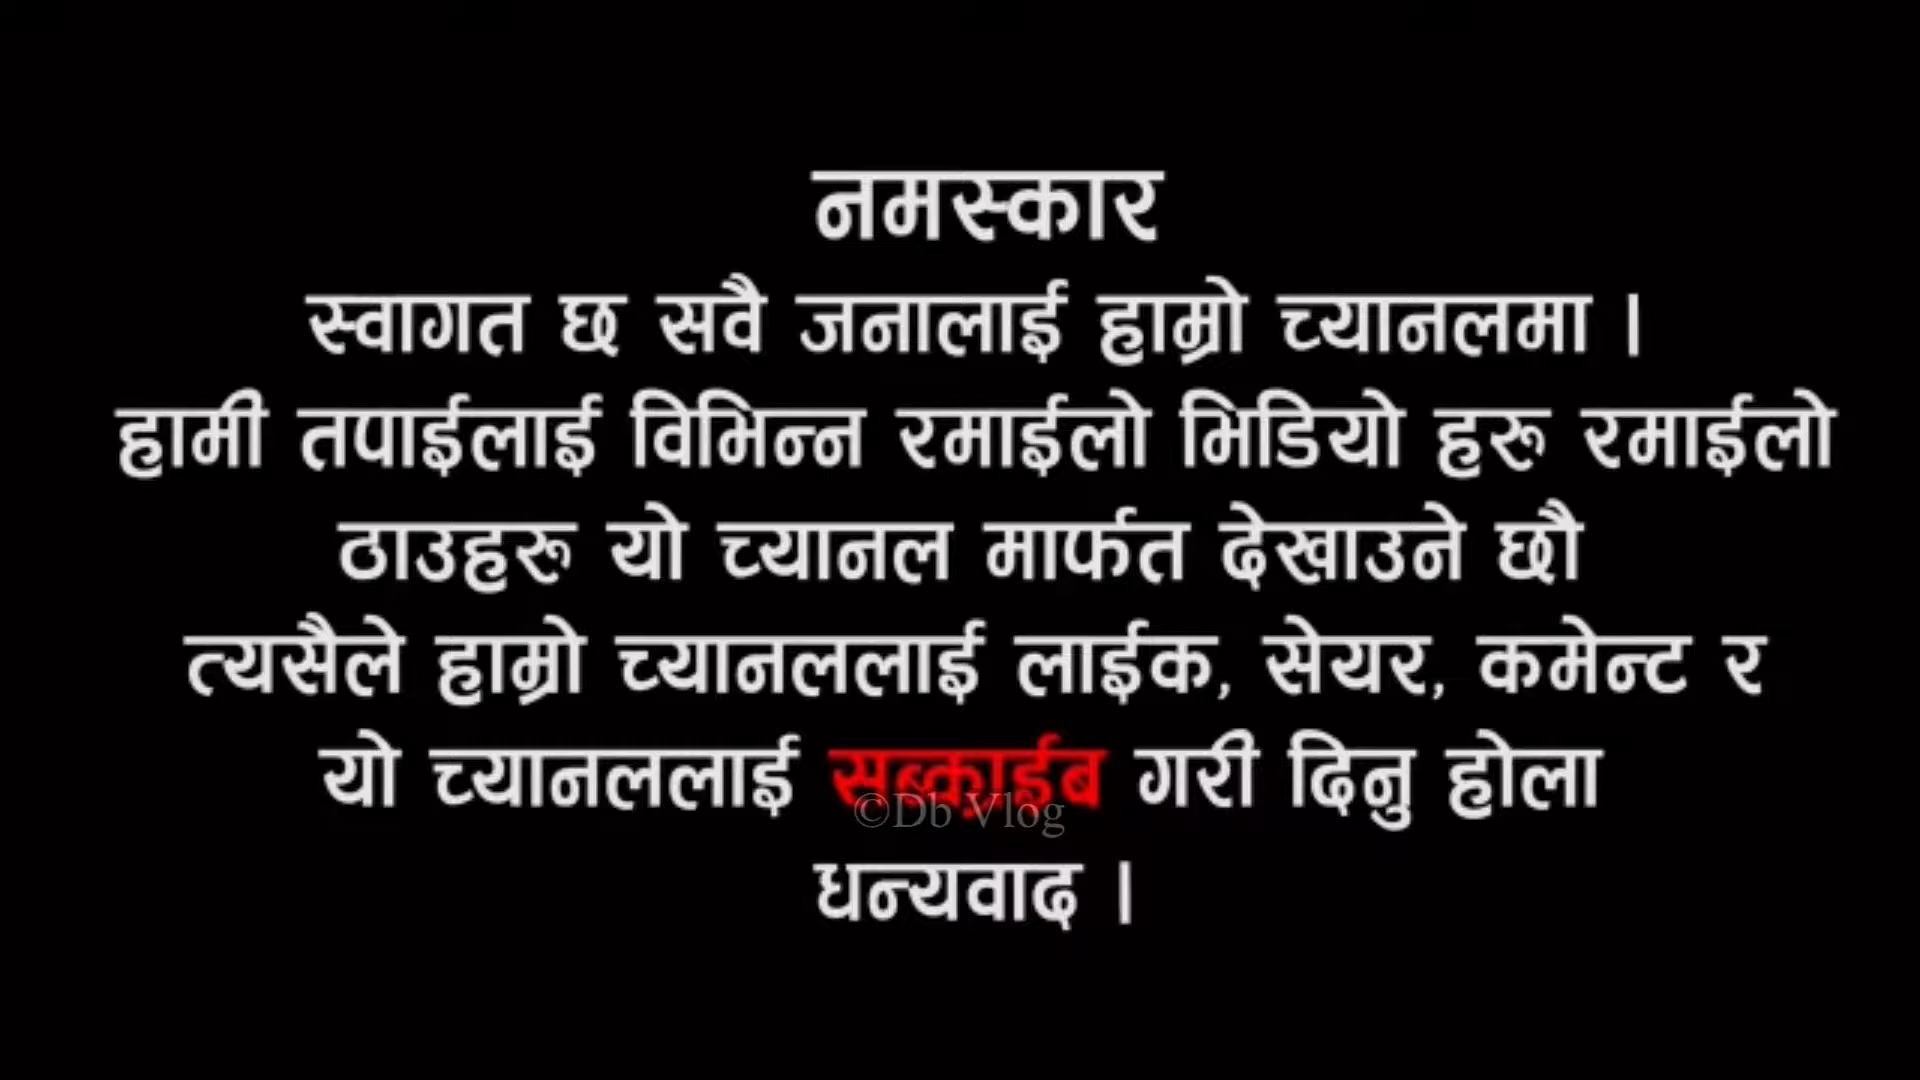 नमस्कार
स्वागत छ सवै जनालाई हाम्रो च्यानलमा ।
हामी तपाईलाई विभिन्न रमाईलो भिडियो हरू रमाईलो
ठाउहरू यो च्यानल मार्फत देखाउने छौ
त्यसैले हाम्रो च्यानललाई लाईक, सेयर, कमेन्ट र
यो च्यानललाई सब्क्राईब गरी दिनु होला
©Db Vlog
धन्यवाद ।